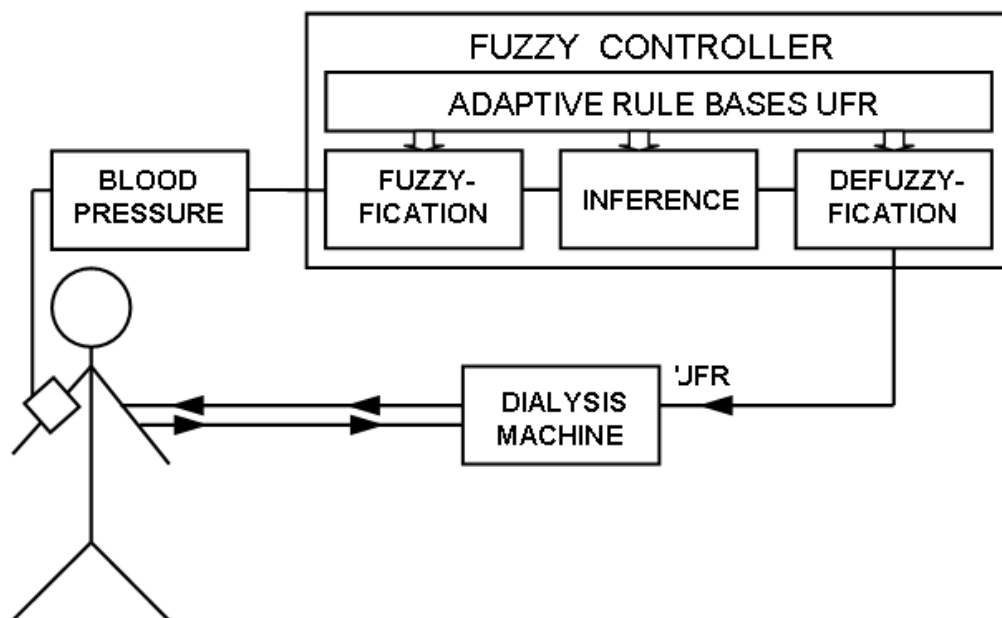 FUZZY CONTROLLER
ADAPTIVE RULE BASES UFR
BLOOD
PRESSURE
FUZZY-
FICATION
INFERENCE
DEFUZZY-
FICATION
DIALYSIS
MACHINE
UFR